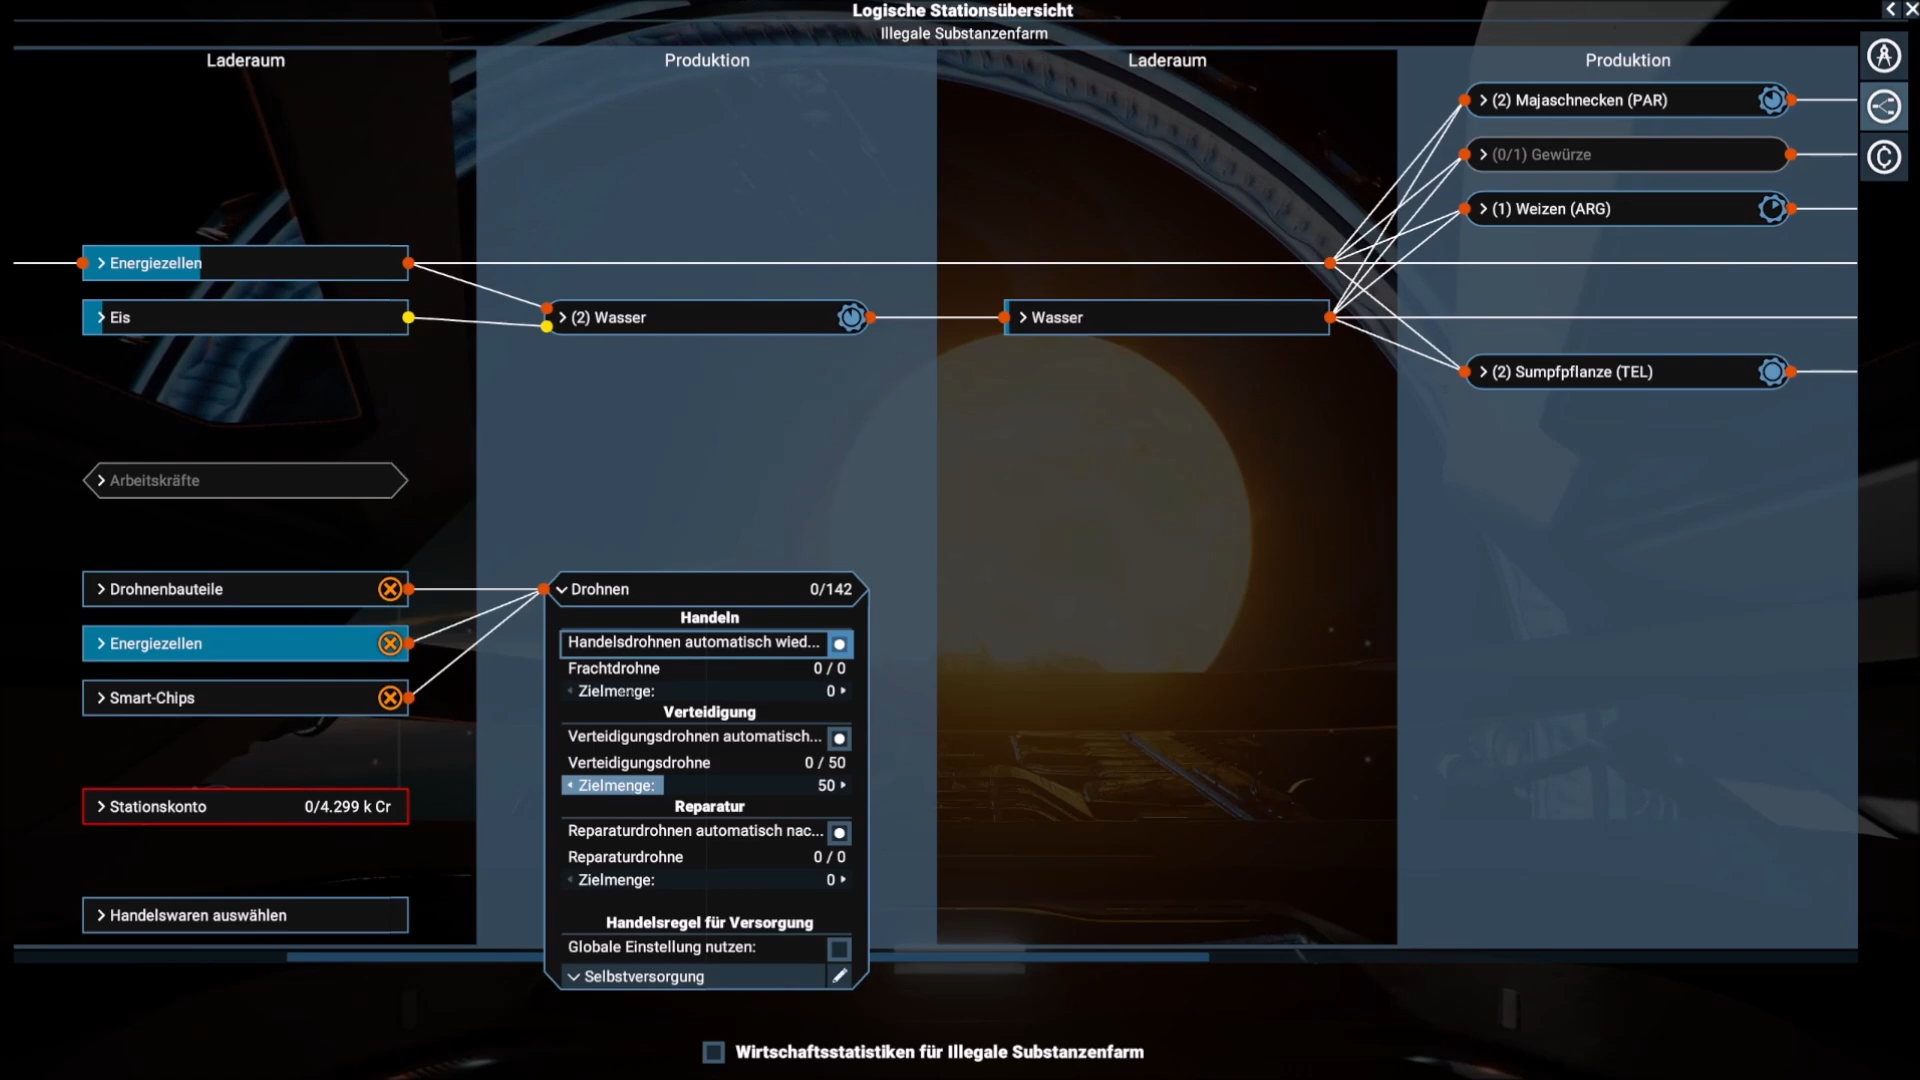 Logische Stationsübersicht
Illegale Substanzenfarm
Laderaum
Produktion
Laderaum
Produktion
(2) Majaschnecken (PAR)
(0/1) Gewürze
(1) Weizen (ARG)
Energiezellen
Eis
(2) Wasser
Wasser
(2) Sumpfpflanze (TEL)
Arbeitskräfte
Drohnenbauteile
Energiezellen
Smart-Chips
Stationskonto 0/4.299 k Cr
Handelswaren auswählen
Drohnen 0/142
Handeln
Handelsdrohnen automatisch wied...
Frachtdrohne 0 / 0
Zielmenge: 0
Verteidigung
Verteidigungsdrohnen automatisch...
Verteidigungsdrohne 0 / 50
Zielmenge: 50
Reparatur
Reparaturdrohnen automatisch nac...
Reparaturdrohne 0 / 0
Zielmenge: 0
Handelsregel für Versorgung
Globale Einstellung nutzen:
Selbstversorgung
Wirtschaftsstatistiken für Illegale Substanzenfarm